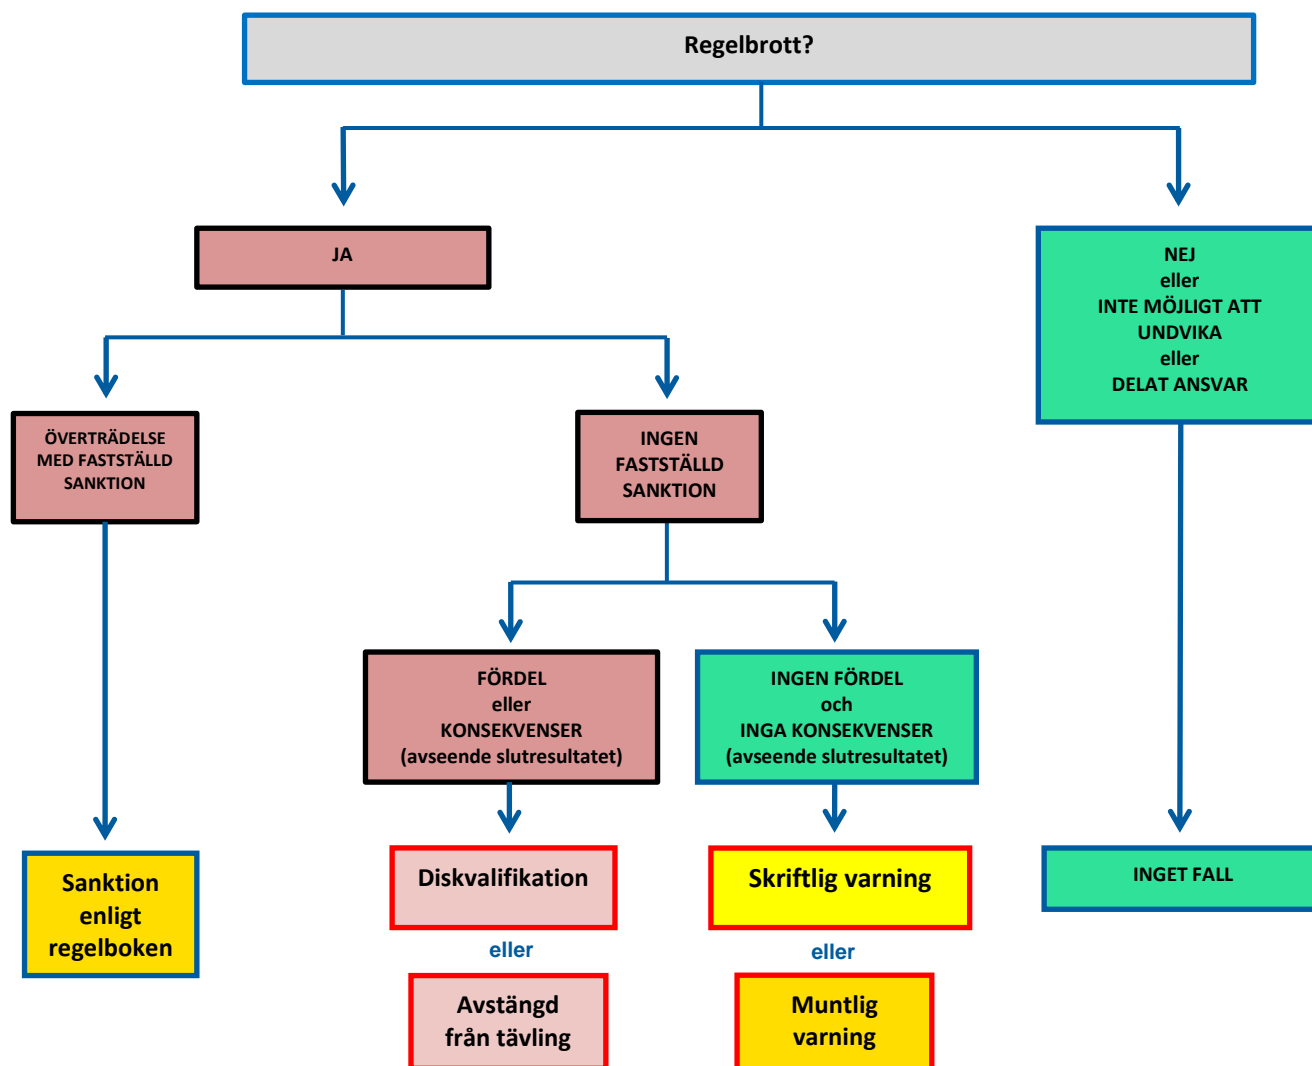 Regelbrott?
JA
NEJ
eller
INTE MÖJLIGT ATT
UNDVIKA
eller
DELAT ANSVAR
ÖVERTRÄDELSE
MED FASTSTÄLLD
SANKTION
INGEN
FASTSTÄLLD
SANKTION
FÖRDEL
eller
KONSEKVENSER
(avseende slutresultatet)
INGEN FÖRDEL
och
INGA KONSEKVENSER
(avseende slutresultatet)
Sanktion
enligt
regelboken
Diskvalifikation
eller
Avstängd
från tävling
Skriftlig varning
eller
Muntlig
varning
INGET FALL